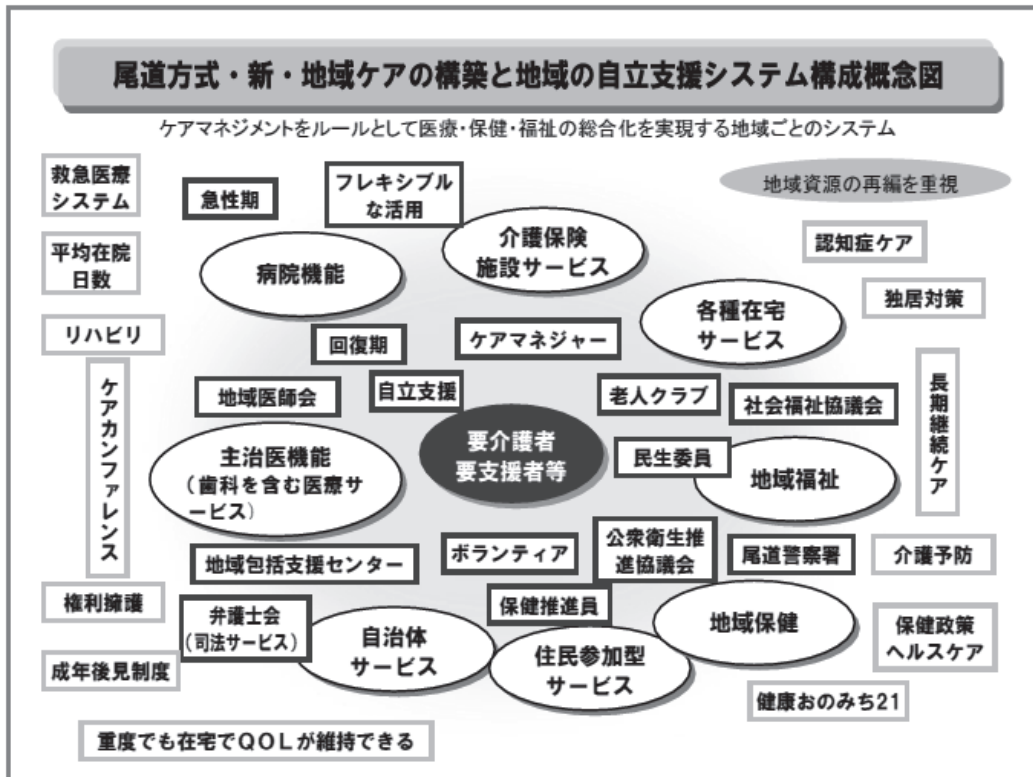 尾道方式・新・地域ケアの構築と地域の自立支援システム構成概念図
ケアマネジメントをルールとして医療・保健・福祉の総合化を実現する地域ごとのシステム
救急医療
システム
急性期
フレキシブル
な活用
地域資源の再編を重視
平均在院
日数
病院機能
介護保険
施設サービス
認知症ケア
独居対策
各種在宅
サービス
リハビリ
回復期
ケアマネジャー
ケアカンファレンス
地域医師会
自立支援
老人クラブ
社会福祉協議会
長期継続ケア
主治医機能
(歯科を含む医療サ
ービス)
要介護者
要支援者等
民生委員
地域福祉
地域包括支援センター
ボランティア
公衆衛生推
進協議会
尾道警察署
介護予防
権利擁護
弁護士会
(司法サービス)
自治体
サービス
保健推進員
住民参加型
サービス
地域保健
保健政策
ヘルスケア
成年後見制度
健康おのみち21
重度でも在宅でQOLが維持できる